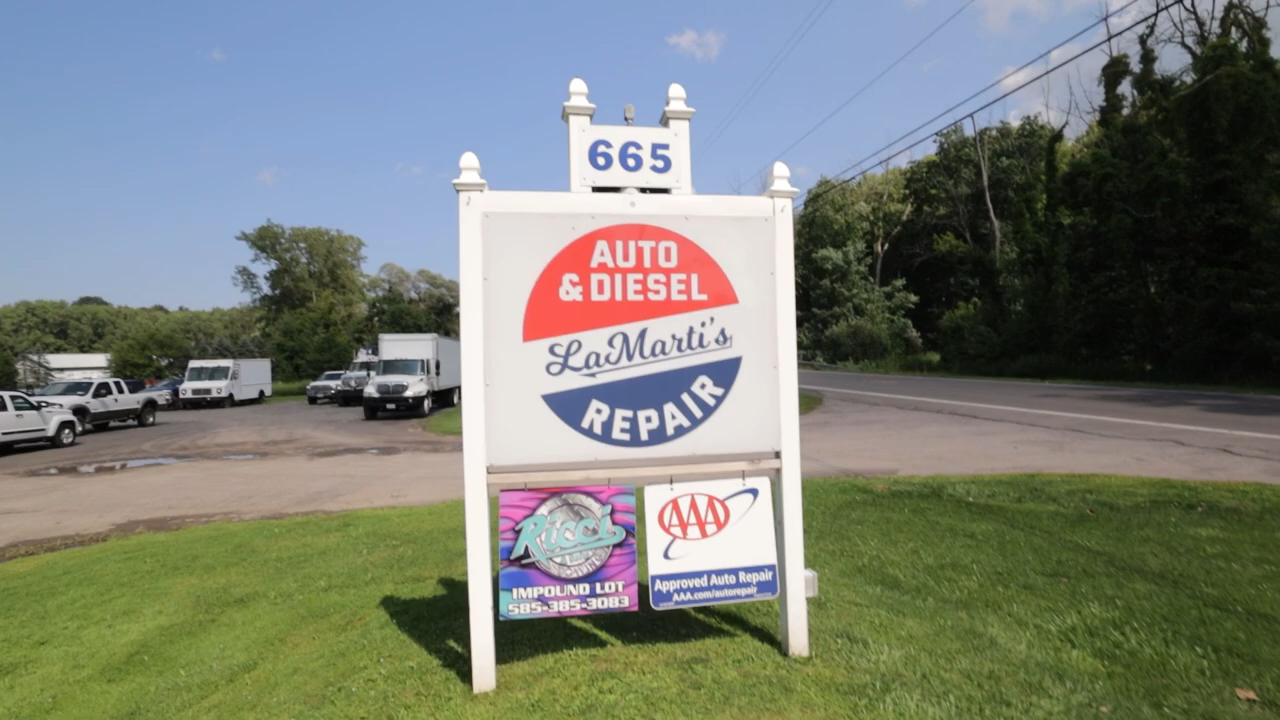 665
AUTO
& DIESEL
LaMarti's
REPAIR
Ricci
IMPOUND LOT
585-385-3083
AAA
Approved Auto Repair
AAA.com/autorepair